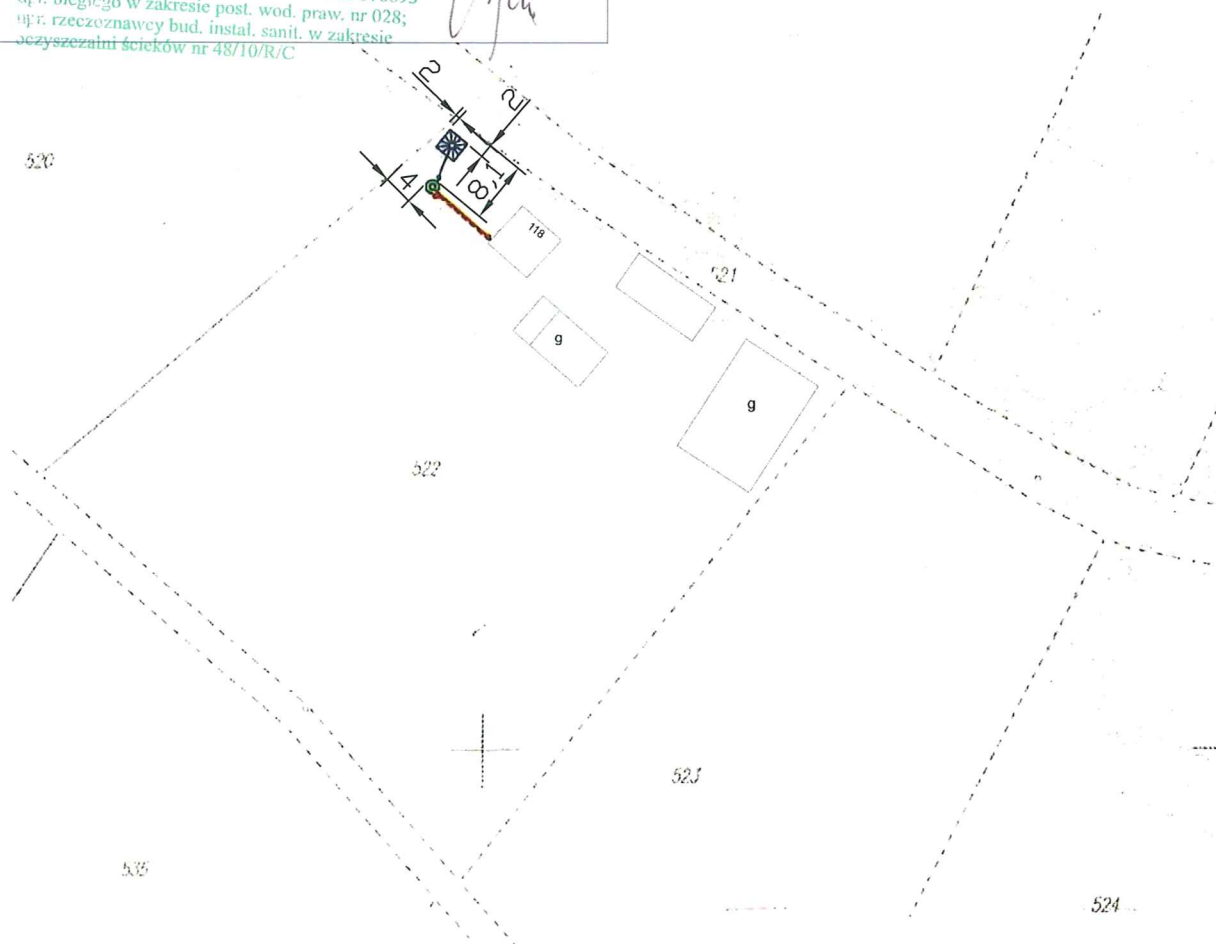 biegłego w zakresie post. wod. praw. nr 028;
upr. rzeczoznawcy bud. instal. sanit. w zakresie
oczyszczalni ścieków nr 48/10/R/C
2
2
520
4
8,1
118
521
g
g
522
523
535
524